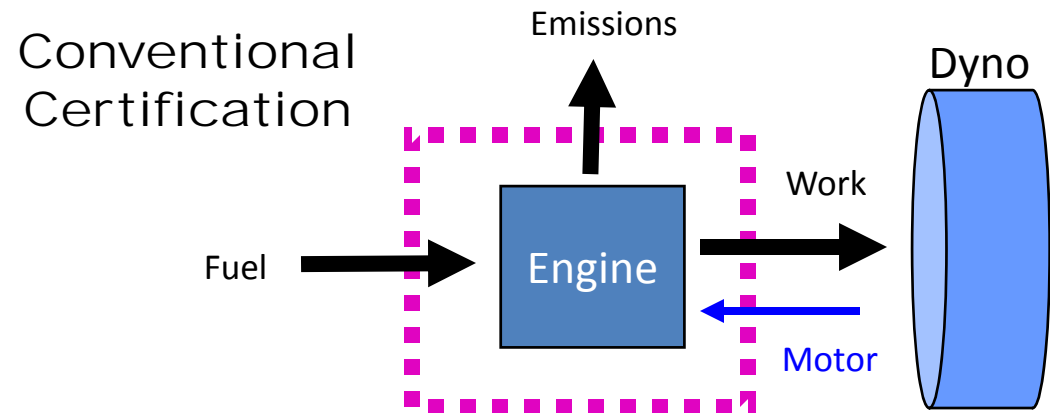 Conventional
Certification
Emissions
Dyno
Work
Fuel
Engine
Motor